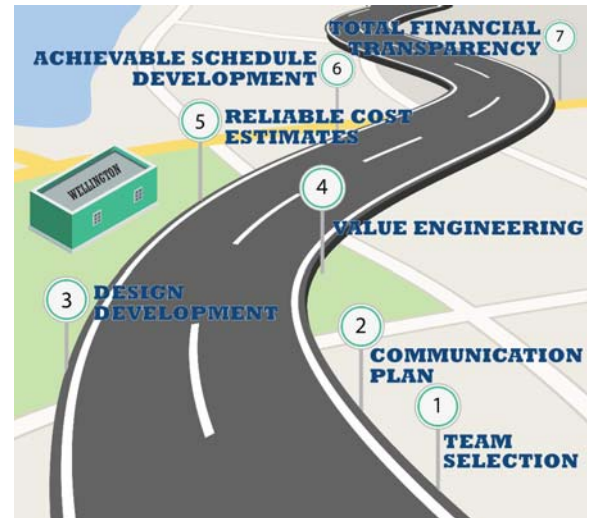 TOTAL FINANCIAL
TRANSPARENCY
7
ACHIEVABLE SCHEDULE
DEVELOPMENT
6
5
RELIABLE COST
ESTIMATES
WELLINGTON
4
VALUE ENGINEERING
3
DESIGN
DEVELOPMENT
2
COMMUNICATION
PLAN
1
TEAM
SELECTION